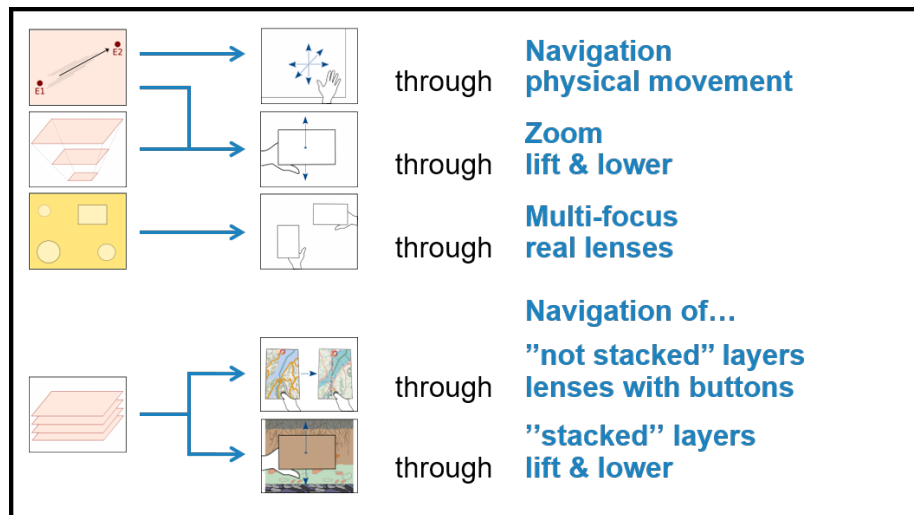 E2
E1
Navigation
through physical movement
Zoom
through lift & lower
Multi-focus
through real lenses
Navigation of…
”not stacked” layers
through lenses with buttons
”stacked” layers
through lift & lower